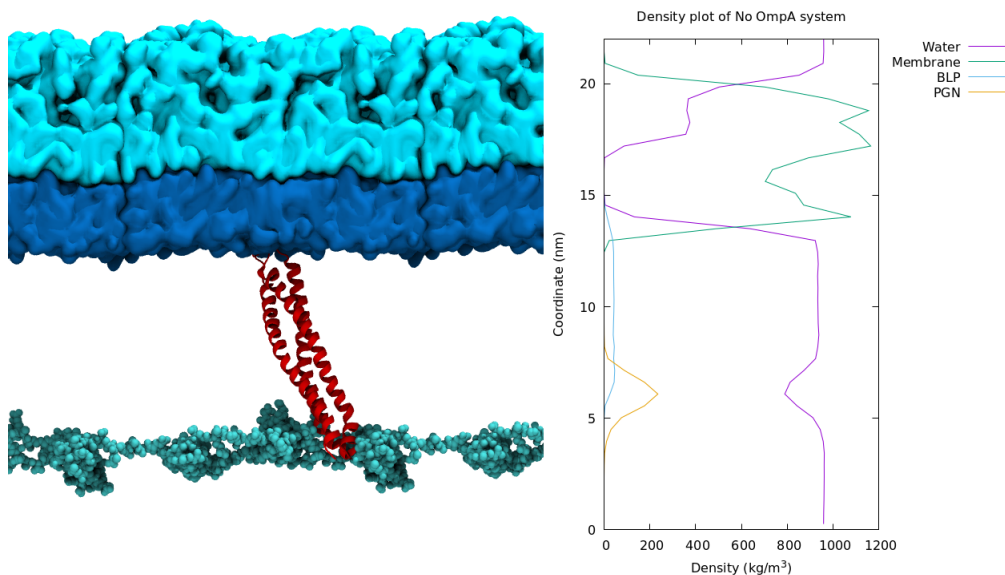 Density plot of No OmpA system
Water
Membrane
BLP
PGN
Coordinate (nm)
20
15
10
5
0
0 200 400 600 800 1000 1200
Density (kg/m³)